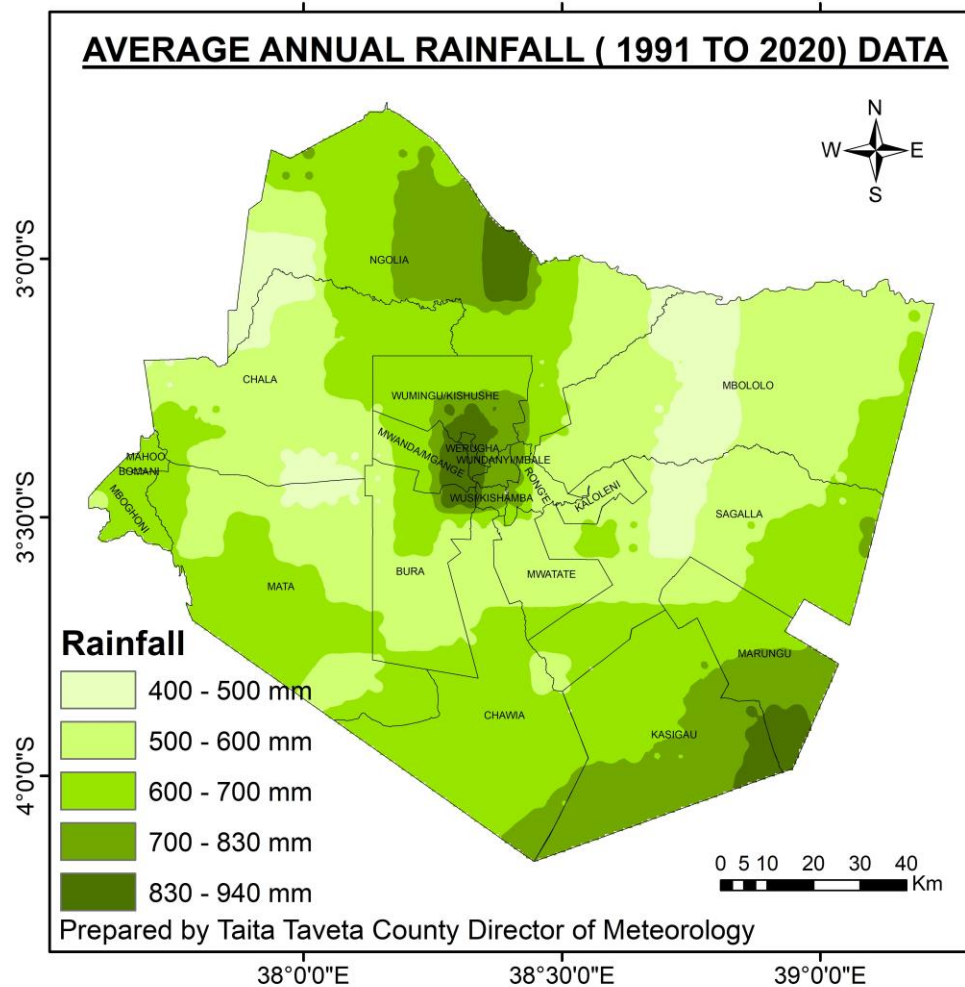 AVERAGE ANNUAL RAINFALL ( 1991 TO 2020) DATA
N
W E
S
3°0'0"S
3°30'0"S
4°0'0"S
NGOLIA
CHALA
MBOLOLO
WUMINGU/KISHUSHE
MWANDA/MGANGE
WERUGHA
WUNDANYI/MBALE
WUSI/KISHAMBA
RONGE
KALOLENI
MAHOO
BOMANI
MBOGHONI
SAGALLA
MATA
BURA
MWATATE
MARUNGU
CHAWIA
KASIGAU
Rainfall
400 - 500 mm
500 - 600 mm
600 - 700 mm
700 - 830 mm
830 - 940 mm
0 5 10 20 30 40
Km
Prepared by Taita Taveta County Director of Meteorology
38°0'0"E 38°30'0"E 39°0'0"E